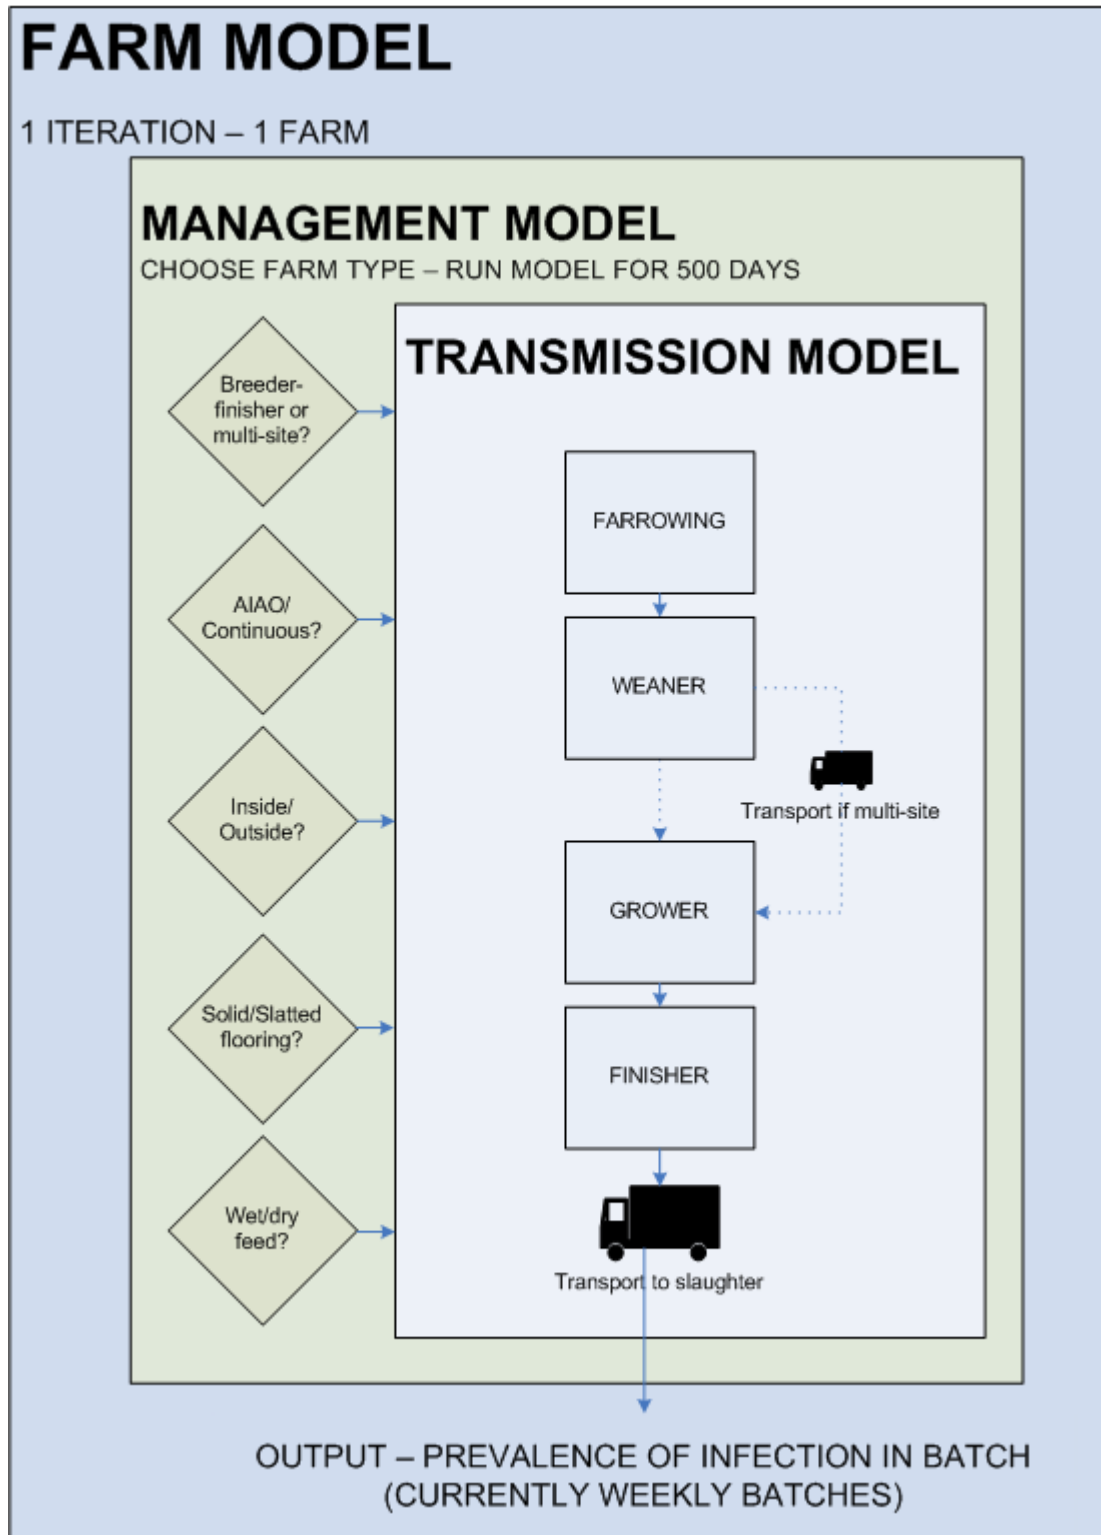 FARM MODEL
1 ITERATION – 1 FARM
MANAGEMENT MODEL
CHOOSE FARM TYPE – RUN MODEL FOR 500 DAYS
TRANSMISSION MODEL
Breeder-
finisher or
multi-site?
FARROWING
AIAO/
Continuous?
WEANER
Transport if multi-site
Inside/
Outside?
GROWER
Solid/Slatted
flooring?
FINISHER
Wet/dry
feed?
Transport to slaughter
OUTPUT – PREVALENCE OF INFECTION IN BATCH
(CURRENTLY WEEKLY BATCHES)